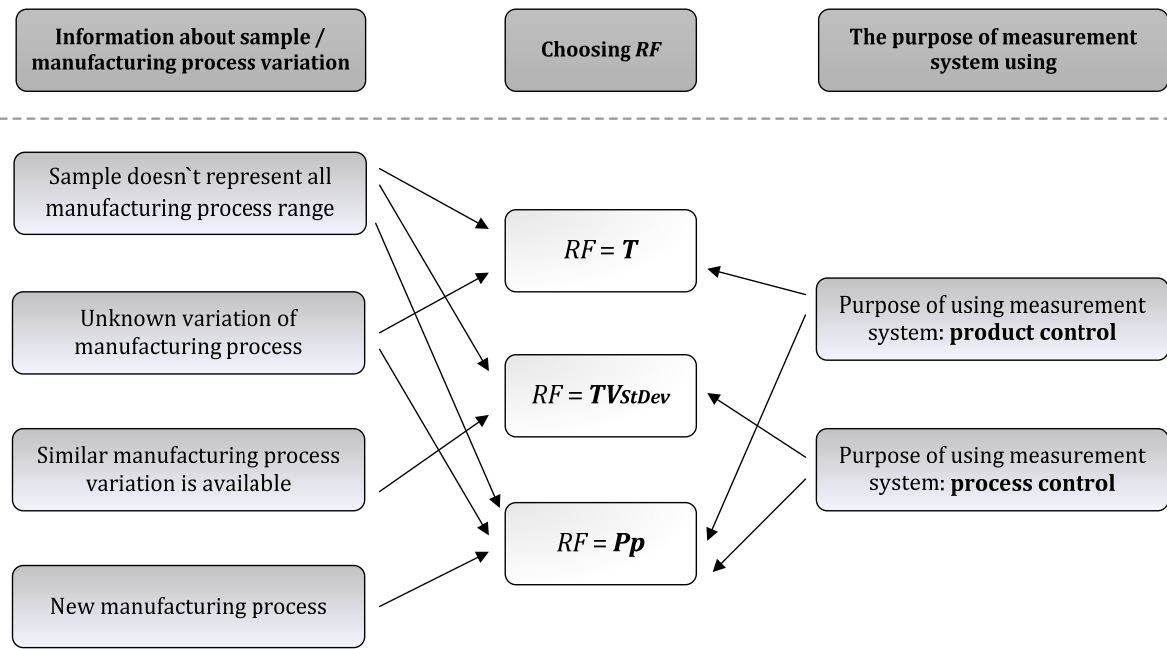 Information about sample /
manufacturing process variation
Choosing RF
The purpose of measurement
system using
Sample doesn`t represent all
manufacturing process range
Unknown variation of
manufacturing process
Similar manufacturing process
variation is available
New manufacturing process
RF = T
RF = TVStDev
RF = Pp
Purpose of using measurement
system: product control
Purpose of using measurement
system: process control